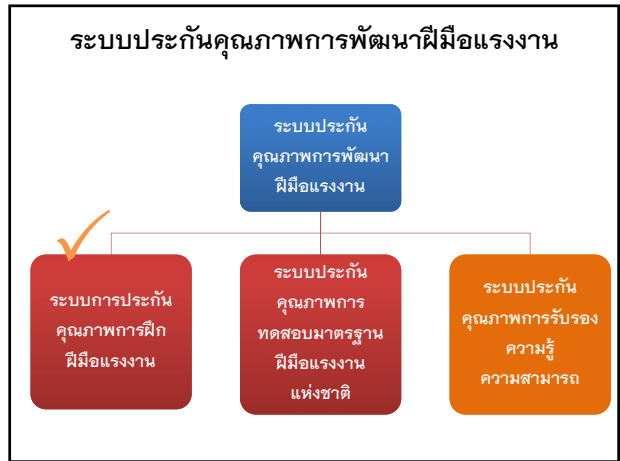 ระบบประกันคุณภาพการพัฒนาฝีมือแรงงาน
ระบบประกัน
คุณภาพการพัฒนา
ฝีมือแรงงาน
ระบบการประกัน
คุณภาพการฝึก
ฝีมือแรงงาน
ระบบประกัน
คุณภาพการ
ทดสอบมาตรฐาน
ฝีมือแรงงาน
แห่งชาติ
ระบบประกัน
คุณภาพการรับรอง
ความรู้
ความสามารถ